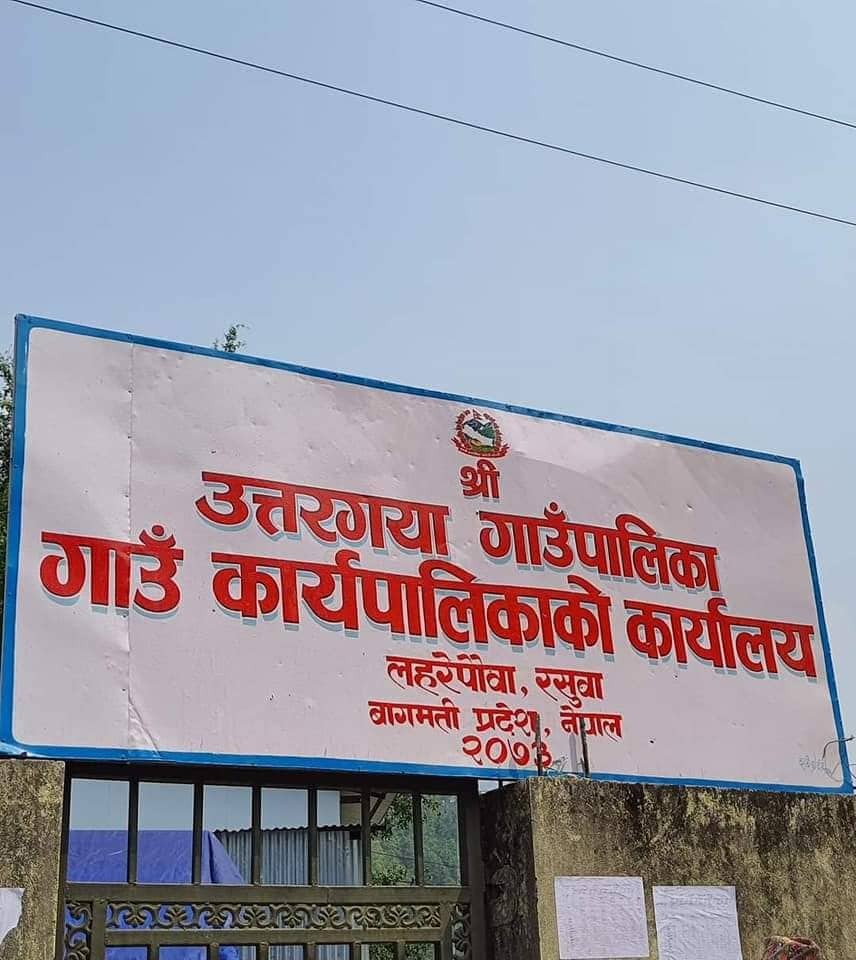 श्री
उत्तरगया गाउँपालिका
गाउँ कार्यपालिकाको कार्यालय
लहरेपौवा, रसुवा
बागमती प्रदेश, नेपाल
२०७३